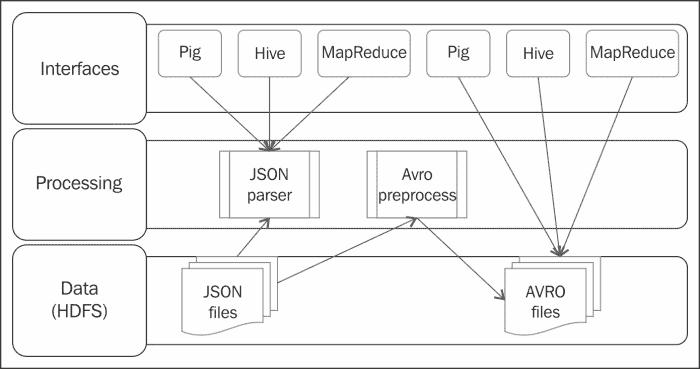 Interfaces
Pig
Hive
MapReduce
Pig
Hive
MapReduce
Processing
JSON
parser
Avro
preprocess
Data
(HDFS)
JSON
files
AVRO
files